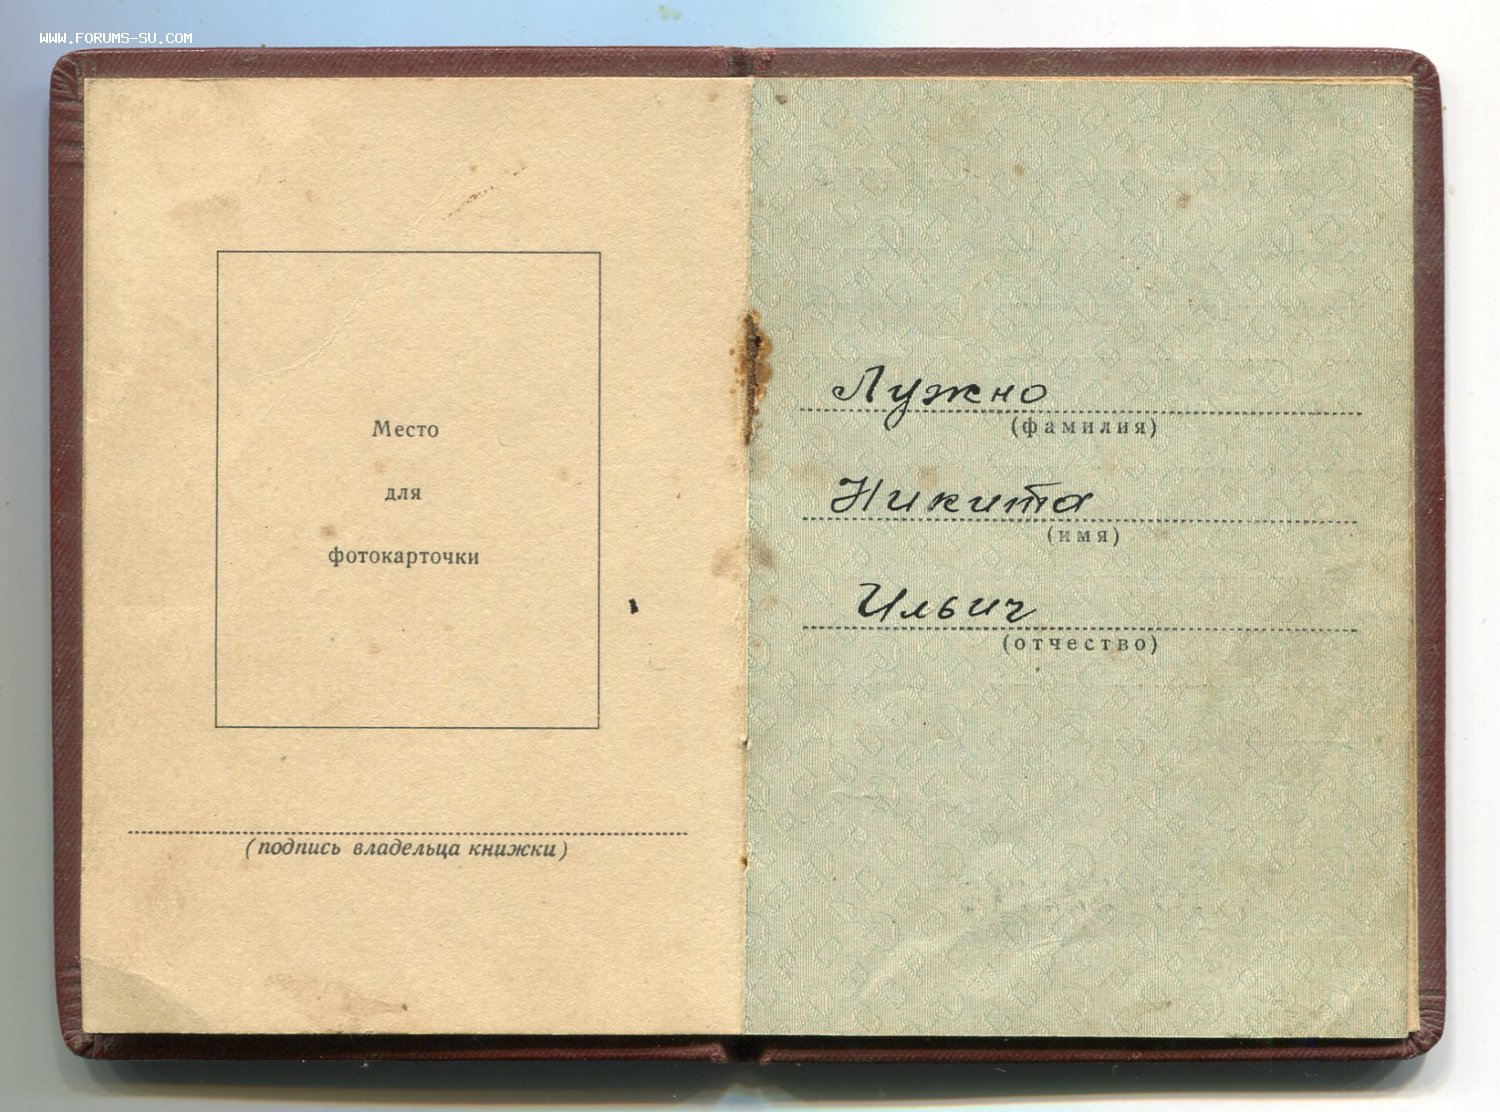 WWW.FORUMS-SU.COM
Место
для
фотокарточки
(подпись владельца книжки)
Лужно
(фамилия)
Никита
(имя)
Ильич
(отчество)